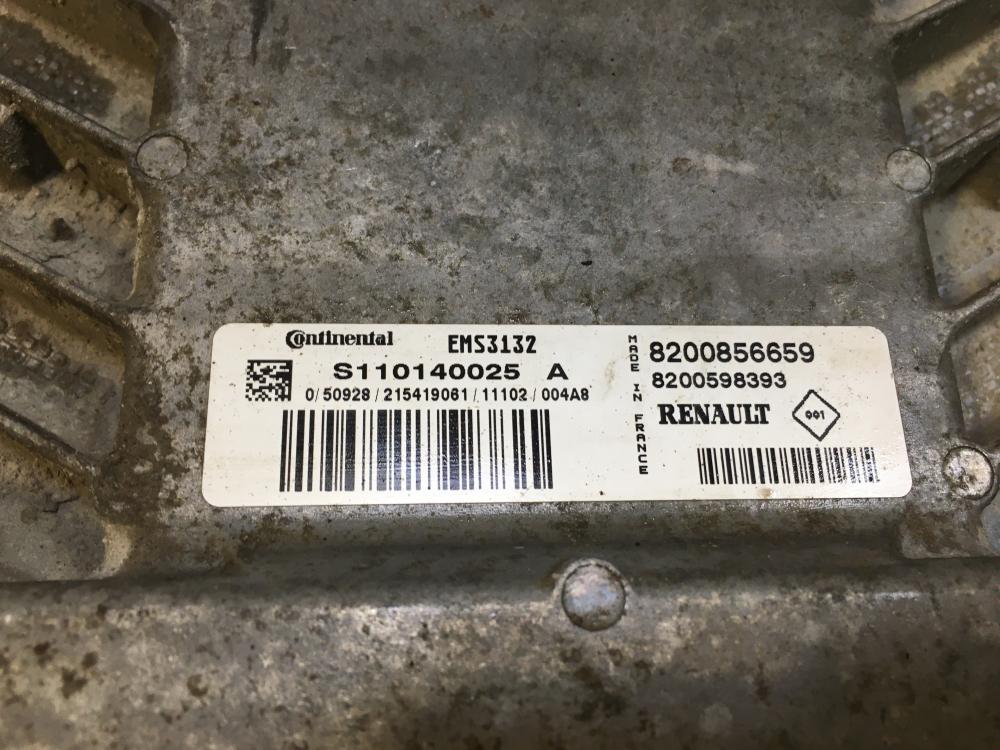 Continental EMS3132
S110140025 A
0/50928/215419061/11102/004A8
MADE IN FRANCE
8200856659
8200598393
RENAULT 001